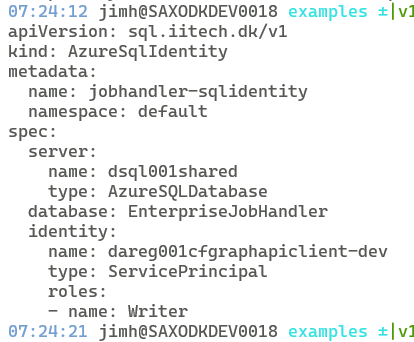 07:24:12 jimh@SAXODKDEV0018 examples ±|v1
apiVersion: sql.iitech.dk/v1
kind: AzureSqlIdentity
metadata:
  name: jobhandler-sqlidentity
  namespace: default
spec:
  server:
    name: dsql001shared
    type: AzureSQLDatabase
  database: EnterpriseJobHandler
  identity:
    name: dareg001cfgraphapiclient-dev
    type: ServicePrincipal
    roles:
    - name: Writer
07:24:21 jimh@SAXODKDEV0018 examples ±|v1